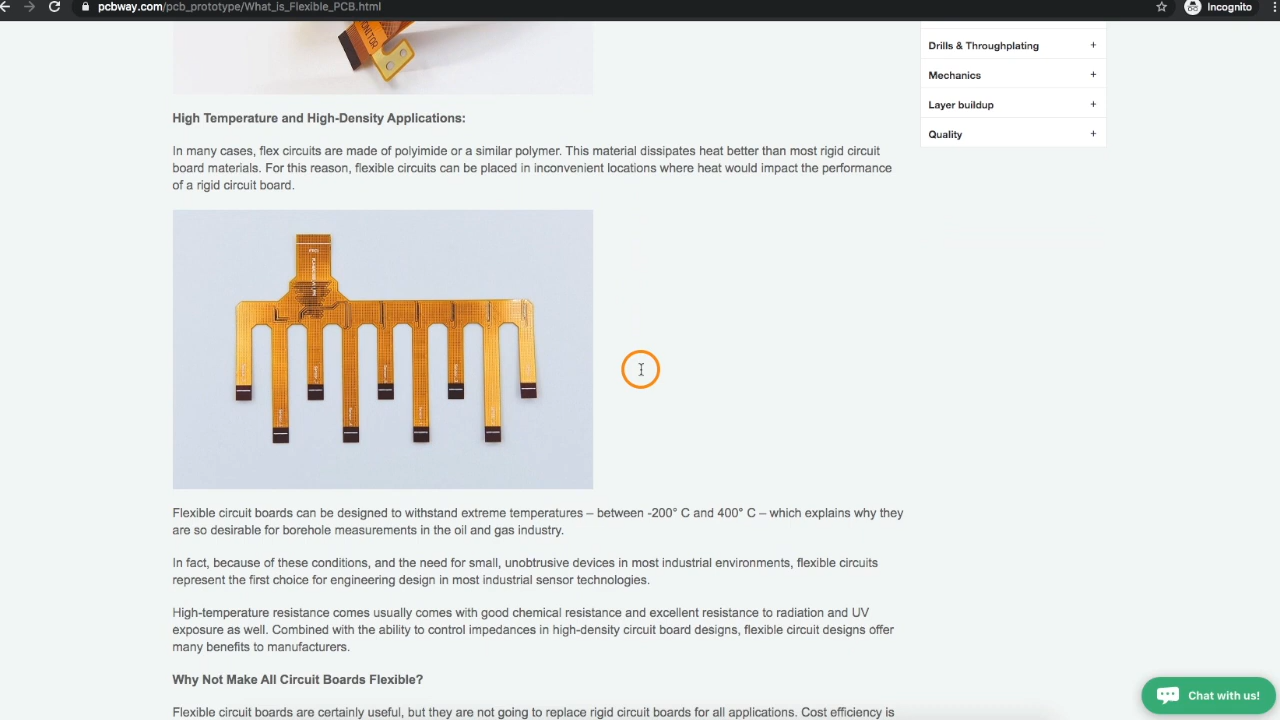 pcbway.com/pcb_prototype/What_is_Flexible_PCB.html
Incognito
MONITOR
Drills & Throughplating +
Mechanics +
Layer buildup +
Quality +
High Temperature and High-Density Applications:
In many cases, flex circuits are made of polyimide or a similar polymer. This material dissipates heat better than most rigid circuit
board materials. For this reason, flexible circuits can be placed in inconvenient locations where heat would impact the performance
of a rigid circuit board.
Flexible circuit boards can be designed to withstand extreme temperatures – between -200° C and 400° C – which explains why they
are so desirable for borehole measurements in the oil and gas industry.
In fact, because of these conditions, and the need for small, unobtrusive devices in most industrial environments, flexible circuits
represent the first choice for engineering design in most industrial sensor technologies.
High-temperature resistance comes usually comes with good chemical resistance and excellent resistance to radiation and UV
exposure as well. Combined with the ability to control impedances in high-density circuit board designs, flexible circuit designs offer
many benefits to manufacturers.
Why Not Make All Circuit Boards Flexible?
Flexible circuit boards are certainly useful, but they are not going to replace rigid circuit boards for all applications. Cost efficiency is
Chat with us!